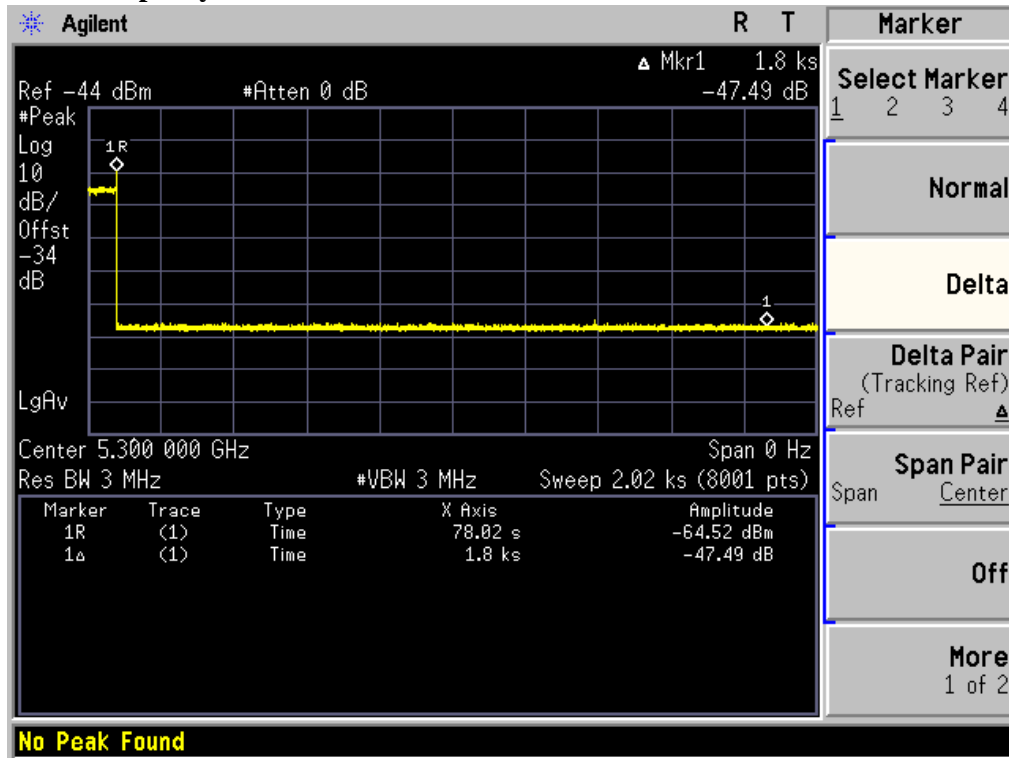 Agilent R T
Marker
Δ Mkr1 1.8 ks
Ref -44 dBm #Atten 0 dB -47.49 dB
#Peak
Log
10
dB/
Offst
-34
dB
1R
1
LgAv
Center 5.300 000 GHz Span 0 Hz
Res BW 3 MHz #VBW 3 MHz Sweep 2.02 ks (8001 pts)
Marker Trace Type X Axis Amplitude
1R (1) Time 78.02 s -64.52 dBm
1Δ (1) Time 1.8 ks -47.49 dB
Select Marker
1 2 3 4
Normal
Delta
Delta Pair
(Tracking Ref)
Ref Δ
Span Pair
Span Center
Off
More
1 of 2
No Peak Found